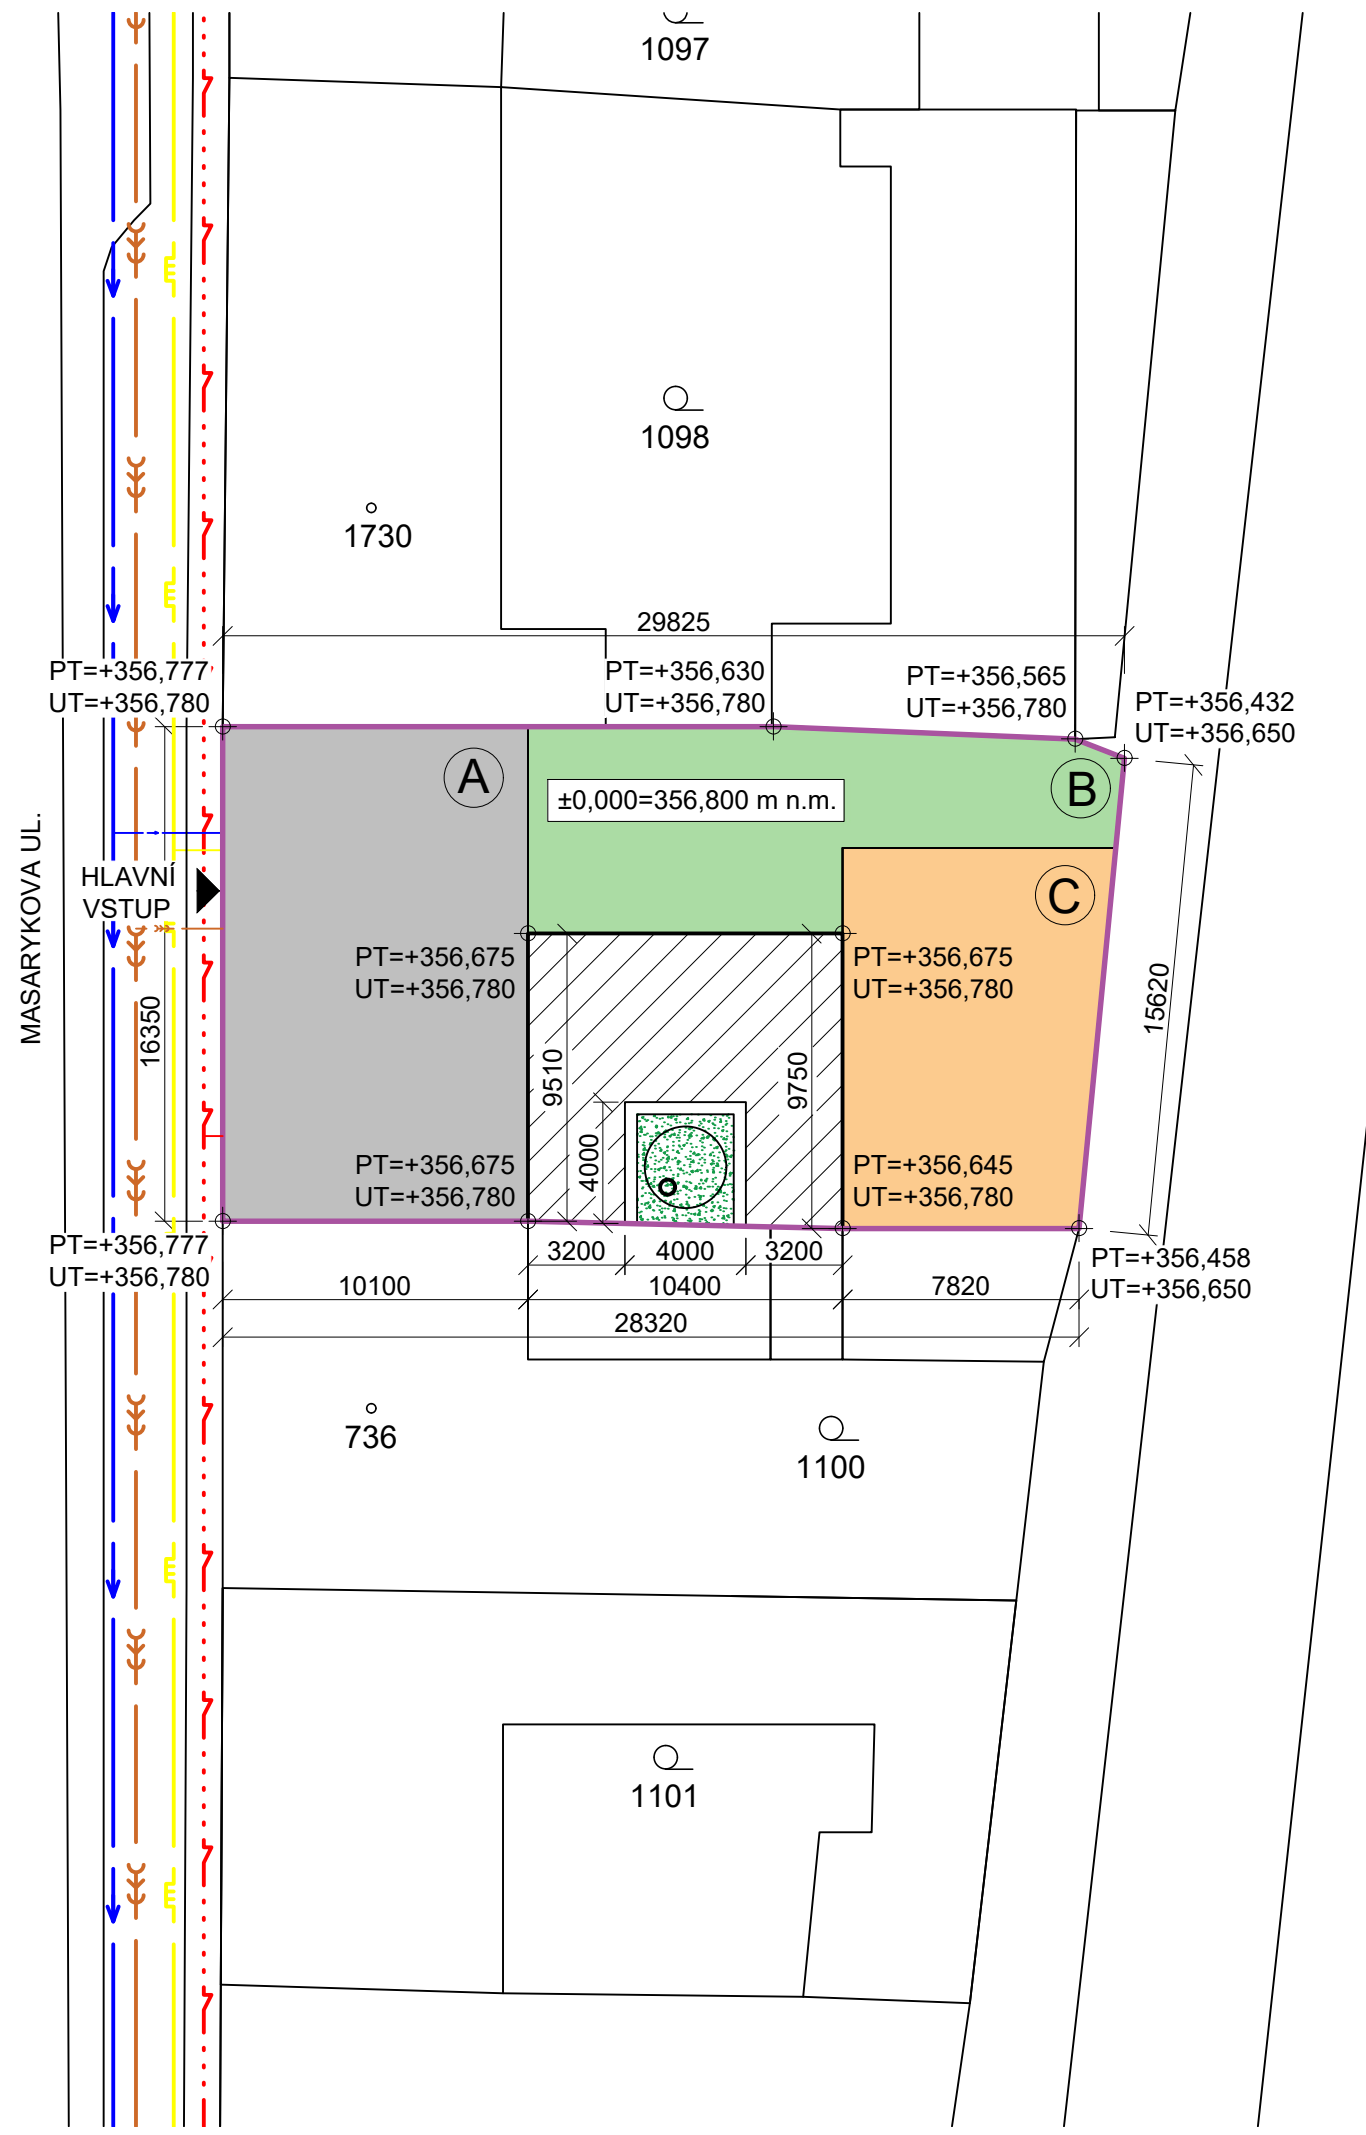 1097
1098
1730
29825
PT=+356,777
UT=+356,780
PT=+356,630
UT=+356,780
PT=+356,565
UT=+356,780
PT=+356,432
UT=+356,650
A
B
±0,000=356,800 m n.m.
MASARYKOVA UL.
HLAVNÍ
VSTUP
C
PT=+356,675
UT=+356,780
PT=+356,675
UT=+356,780
16350
9510
9750
15620
4000
PT=+356,675
UT=+356,780
PT=+356,645
UT=+356,780
PT=+356,777
UT=+356,780
3200
4000
3200
PT=+356,458
UT=+356,650
10100
10400
7820
28320
736
1100
1101